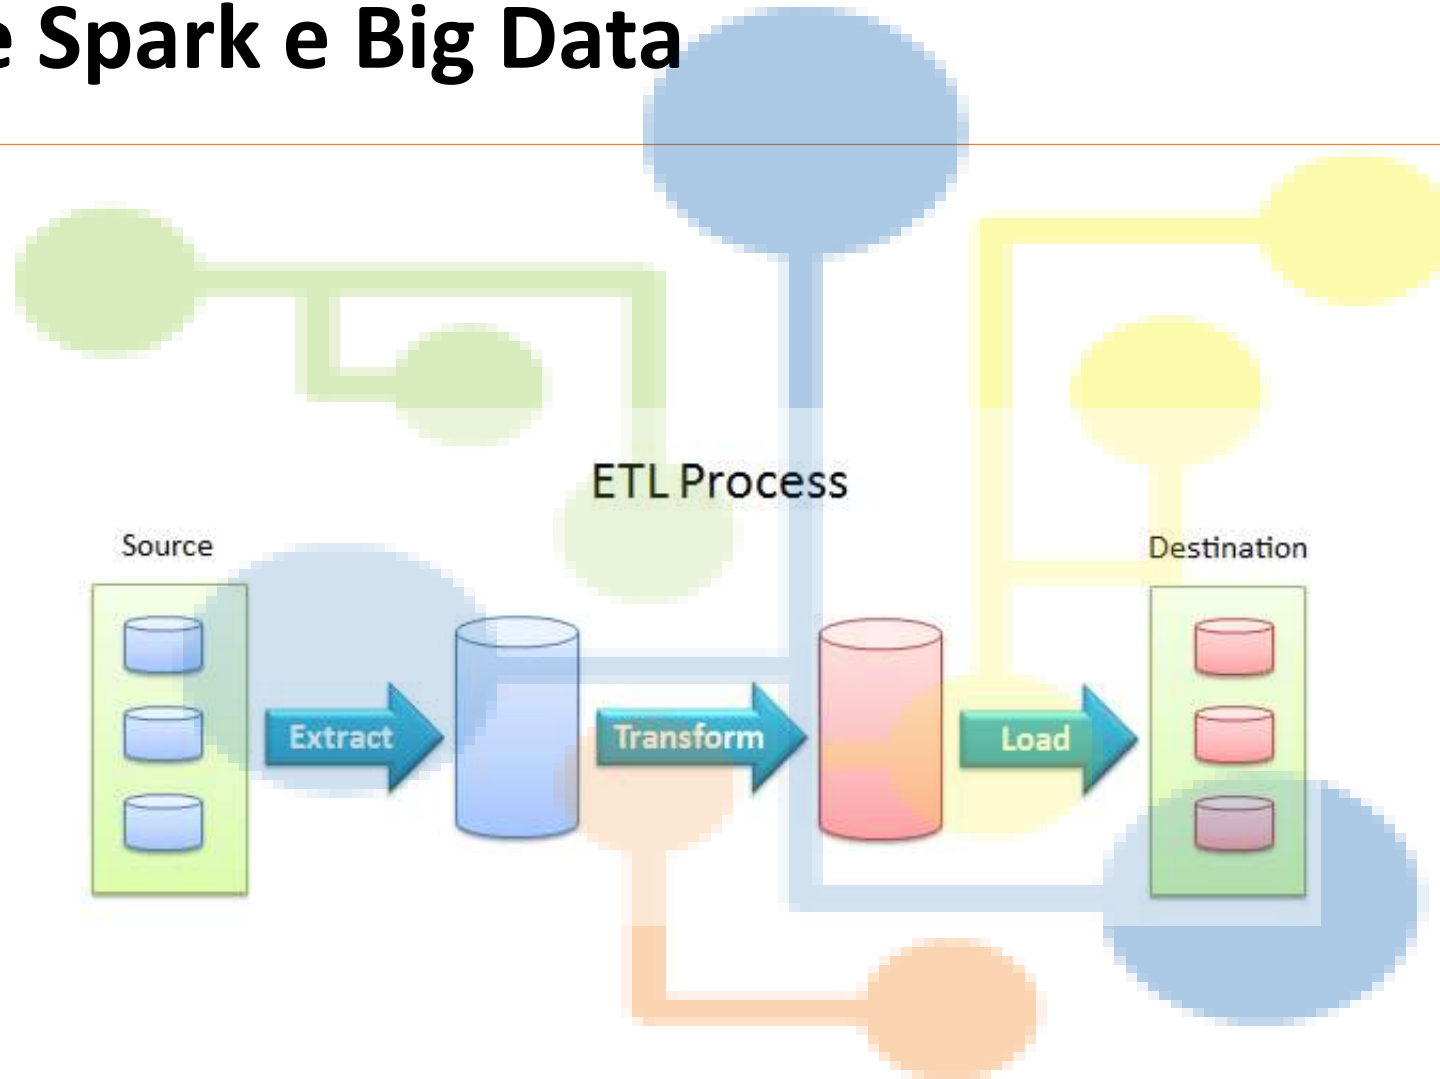 e Spark e Big Data
ETL Process
Source
Destination
Extract
Transform
Load